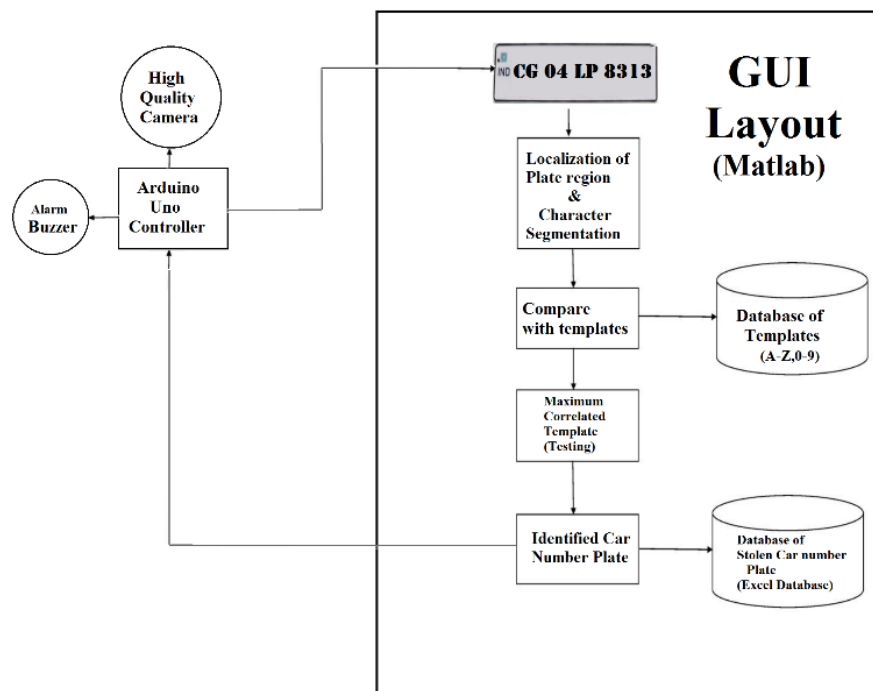 High
Quality
Camera
Arduino
Uno
Controller
Alarm
Buzzer
IND CG 04 LP 8313
GUI
Layout
(Matlab)
Localization of
Plate region
&
Character
Segmentation
Compare
with templates
Database of
Templates
(A-Z,0-9)
Maximum
Correlated
Template
(Testing)
Identified Car
Number Plate
Database of
Stolen Car number
Plate
(Excel Database)